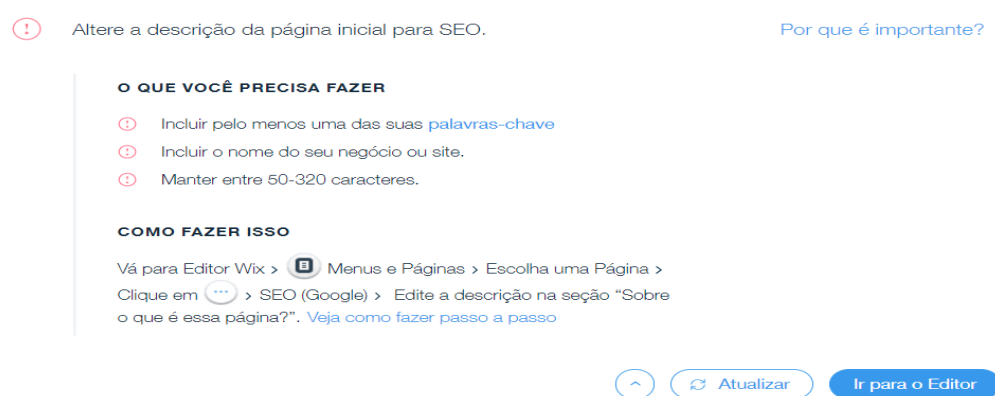 Altere a descrição da página inicial para SEO. Por que é importante?
O QUE VOCÊ PRECISA FAZER
Incluir pelo menos uma das suas palavras-chave
Incluir o nome do seu negócio ou site.
Manter entre 50-320 caracteres.
COMO FAZER ISSO
Vá para Editor Wix > Menus e Páginas > Escolha uma Página >
Clique em ··· > SEO (Google) > Edite a descrição na seção “Sobre
o que é essa página?”. Veja como fazer passo a passo
Atualizar Ir para o Editor